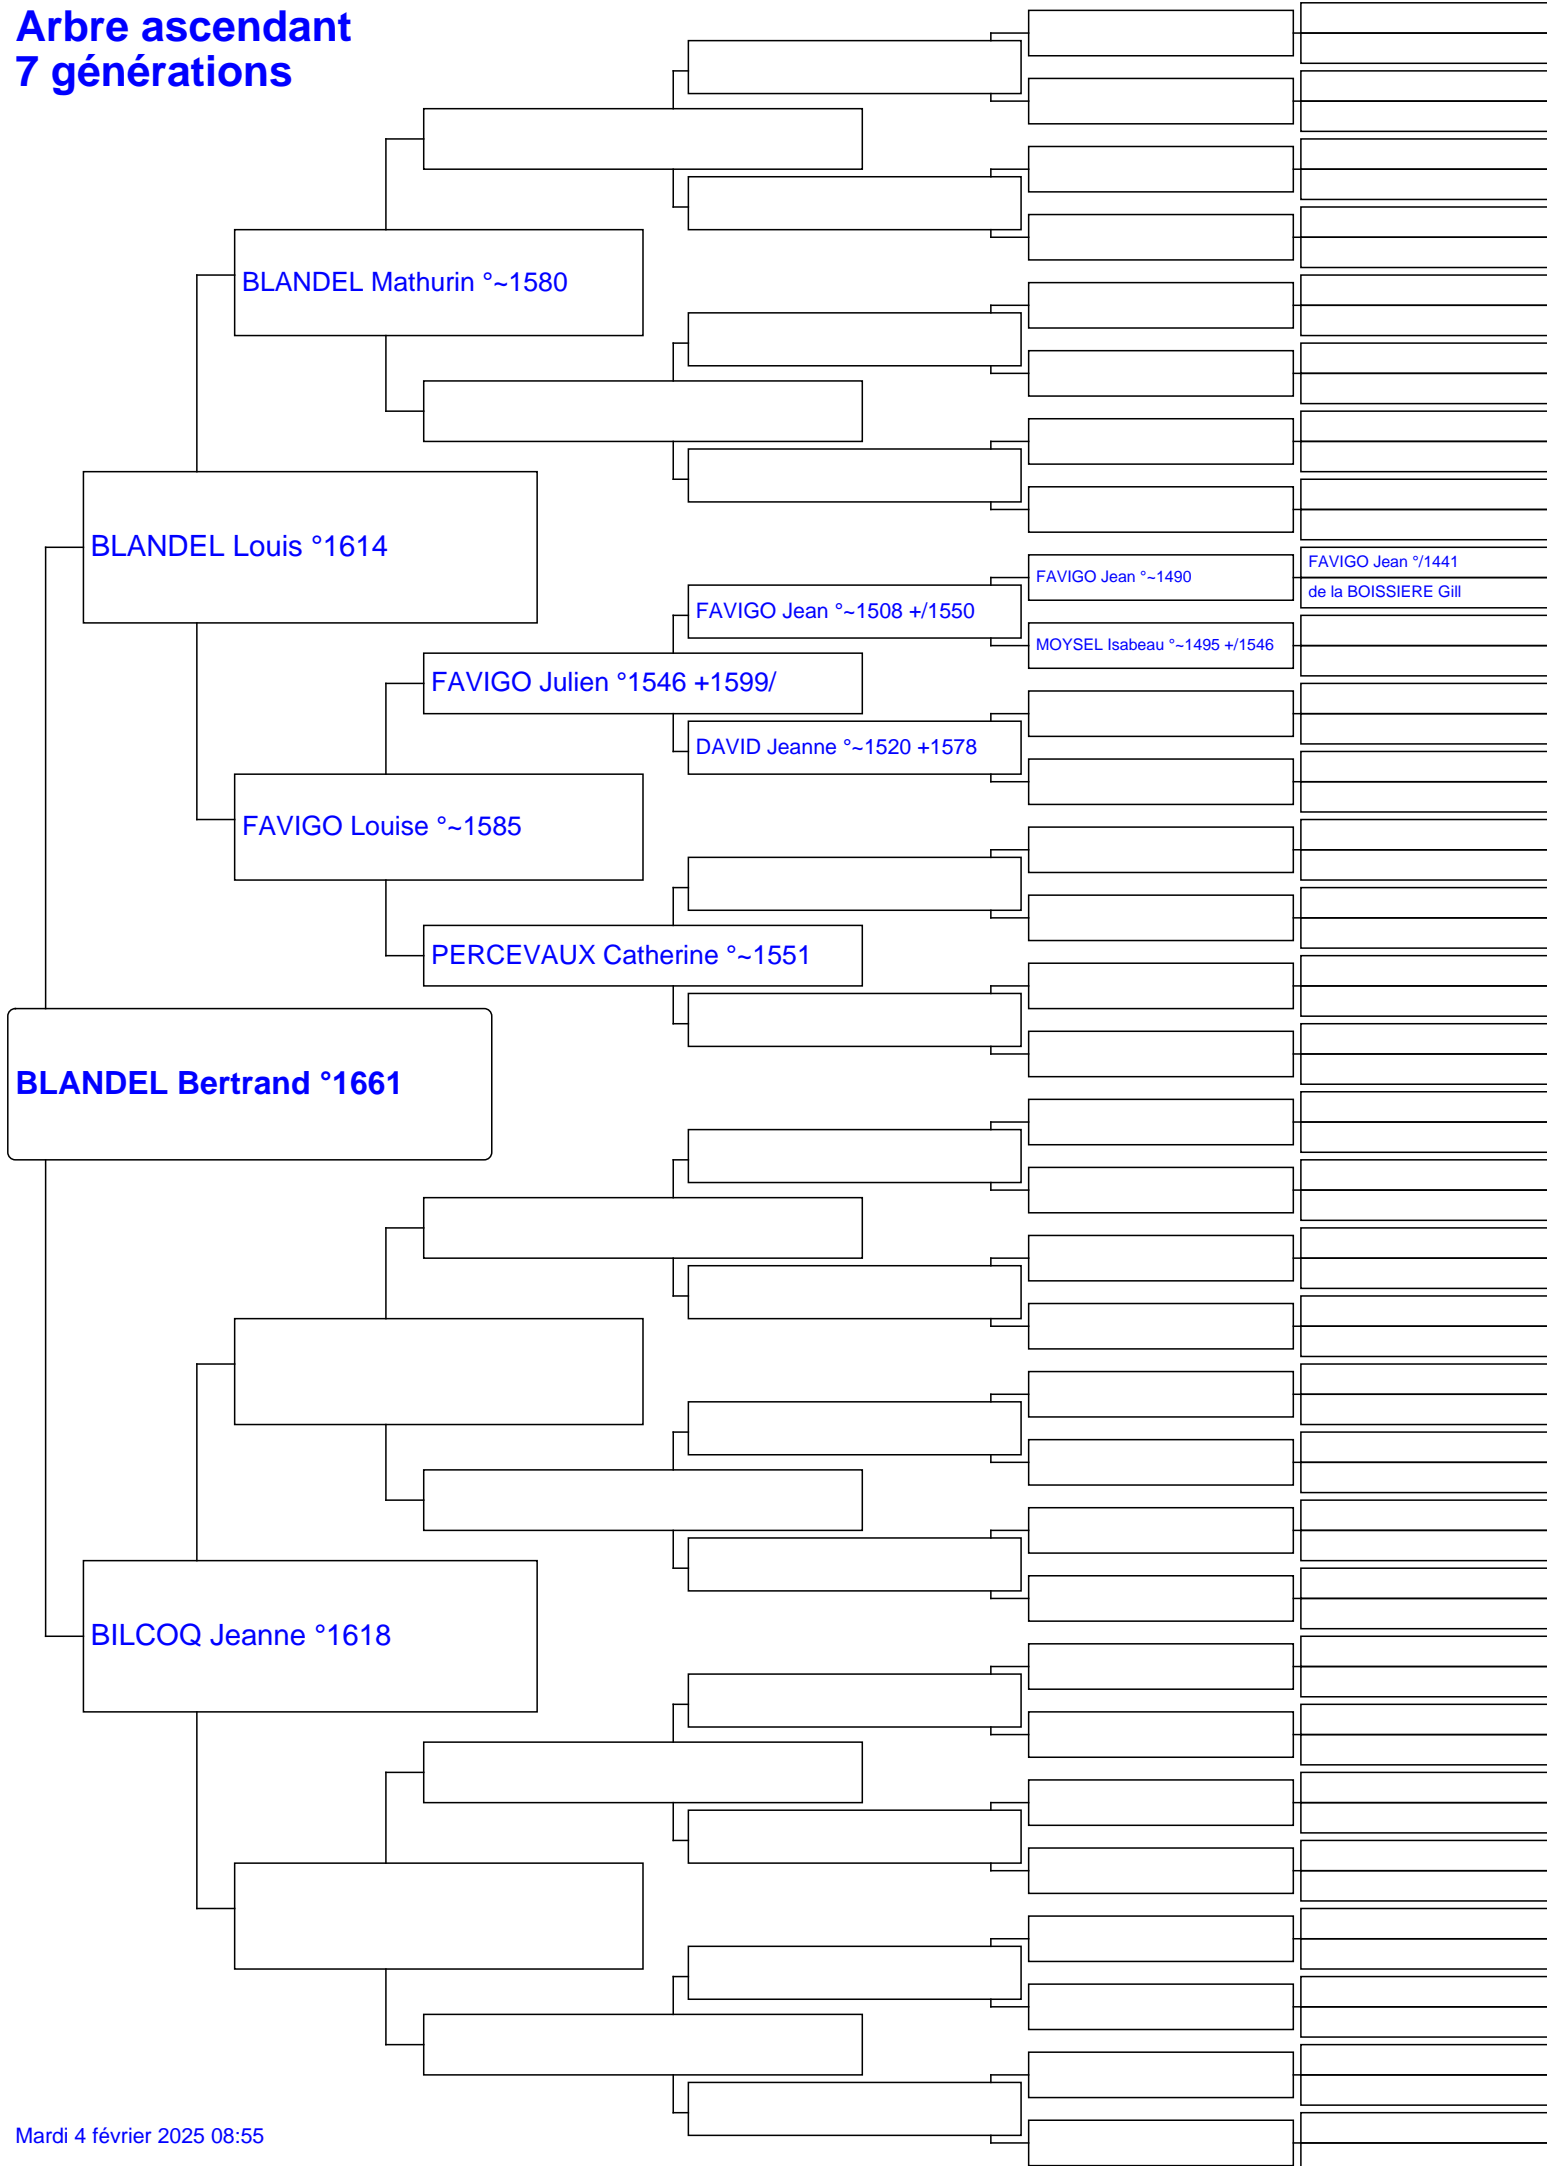 Arbre ascendant
7 générations
BLANDEL Mathurin °~1580
BLANDEL Louis °1614
FAVIGO Jean °/1441
FAVIGO Jean °~1490
de la BOISSIERE Gill
FAVIGO Jean °~1508 +/1550
MOYSEL Isabeau °~1495 +/1546
FAVIGO Julien °1546 +1599/
DAVID Jeanne °~1520 +1578
FAVIGO Louise °~1585
PERCEVAUX Catherine °~1551
BLANDEL Bertrand °1661
BILCOQ Jeanne °1618
Mardi 4 février 2025 08:55